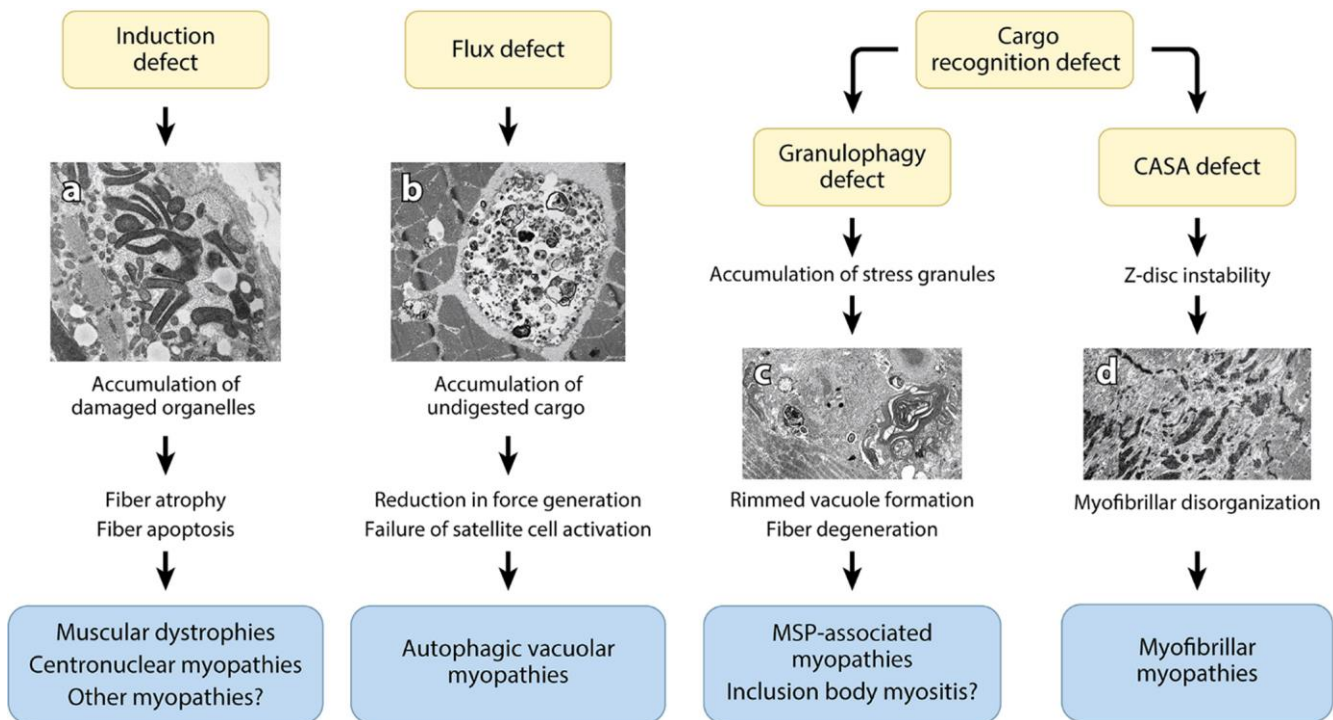 Induction
defect
a
Accumulation of
damaged organelles
Fiber atrophy
Fiber apoptosis
Muscular dystrophies
Centronuclear myopathies
Other myopathies?
Flux defect
b
Accumulation of
undigested cargo
Reduction in force generation
Failure of satellite cell activation
Autophagic vacuolar
myopathies
Cargo
recognition defect
Granulophagy
defect
Accumulation of stress granules
c
Rimmed vacuole formation
Fiber degeneration
MSP-associated
myopathies
Inclusion body myositis?
CASA defect
Z-disc instability
d
Myofibrillar disorganization
Myofibrillar
myopathies